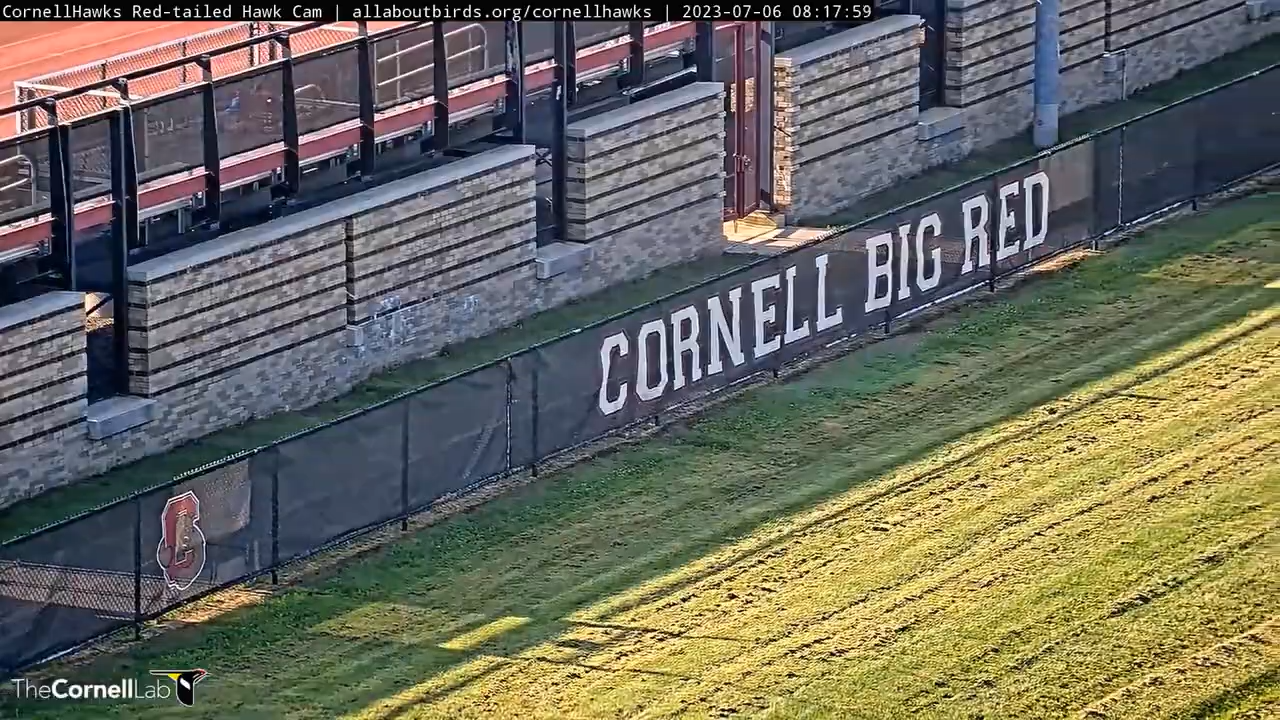 CornellHawks Red-tailed Hawk Cam | allaboutbirds.org/cornellhawks | 2023-07-06 08:17:59
CORNELL BIG RED
C
TheCornellLab